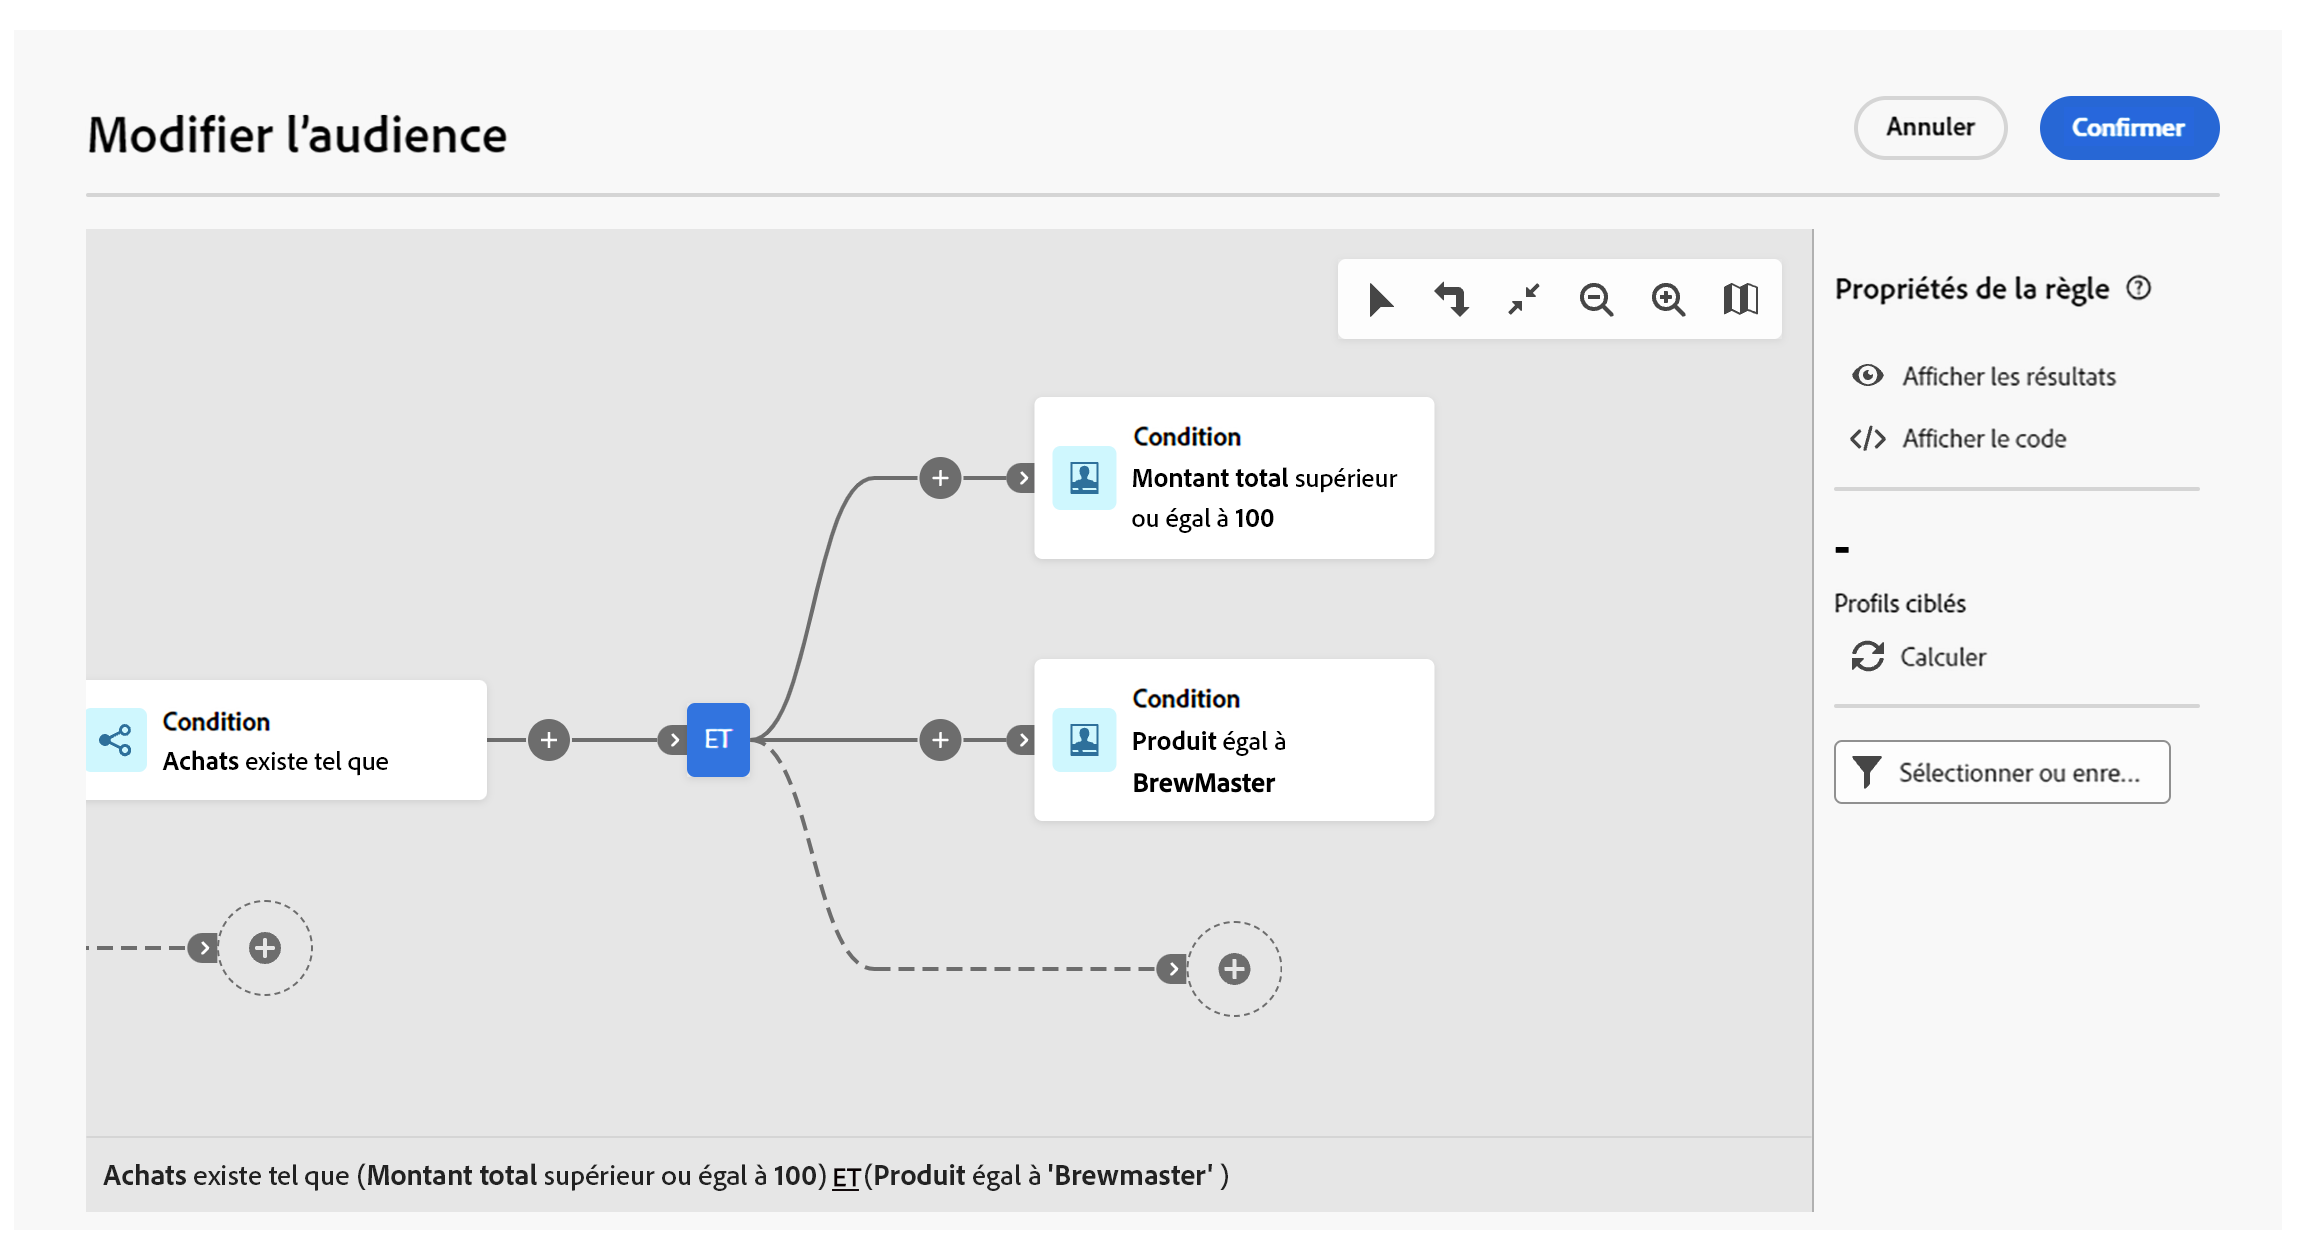 Modifier l’audience
Annuler
Confirmer
Condition
Montant total supérieur
ou égal à 100
Condition
Achats existe tel que
ET
Condition
Produit égal à
BrewMaster
Achats existe tel que (Montant total supérieur ou égal à 100) ET (Produit égal à 'Brewmaster' )
Propriétés de la règle
Afficher les résultats
Afficher le code
-
Profils ciblés
Calculer
Sélectionner ou enre...